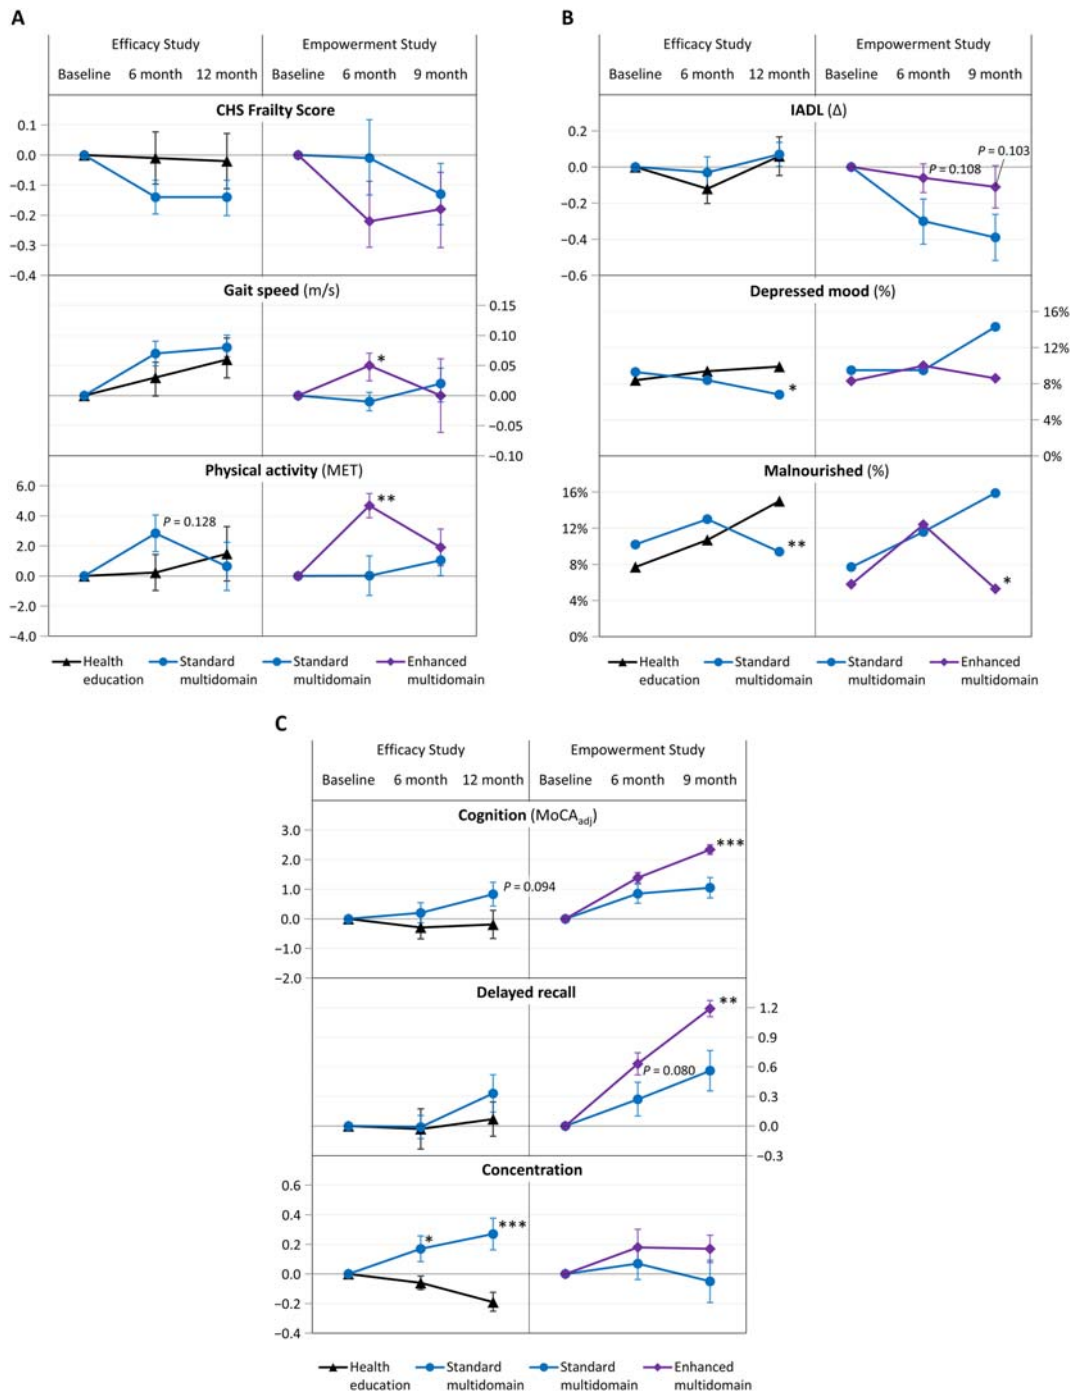 A
Efficacy Study Empowerment Study
Baseline 6 month 12 month Baseline 6 month 9 month
CHS Frailty Score
0.1
0.0
−0.1
−0.2
−0.3
−0.4
Gait speed (m/s)
0.15
0.10
0.05
0.00
−0.05
−0.10
*
Physical activity (MET)
6.0
4.0
2.0
0.0
−2.0
−4.0
P = 0.128
**
Health education Standard multidomain Standard multidomain Enhanced multidomain
B
Efficacy Study Empowerment Study
Baseline 6 month 12 month Baseline 6 month 9 month
IADL (Δ)
0.2
0.0
−0.2
−0.4
−0.6
P = 0.103
P = 0.108
Depressed mood (%)
16%
12%
8%
4%
0%
*
Malnourished (%)
16%
12%
8%
4%
0%
**
*
Health education Standard multidomain Standard multidomain Enhanced multidomain
C
Efficacy Study Empowerment Study
Baseline 6 month 12 month Baseline 6 month 9 month
Cognition (MoCAadj)
3.0
2.0
1.0
0.0
−1.0
−2.0
P = 0.094
***
Delayed recall
1.2
0.9
0.6
0.3
0.0
−0.3
**
P = 0.080
Concentration
0.6
0.4
0.2
0.0
−0.2
−0.4
*
***
Health education Standard multidomain Standard multidomain Enhanced multidomain